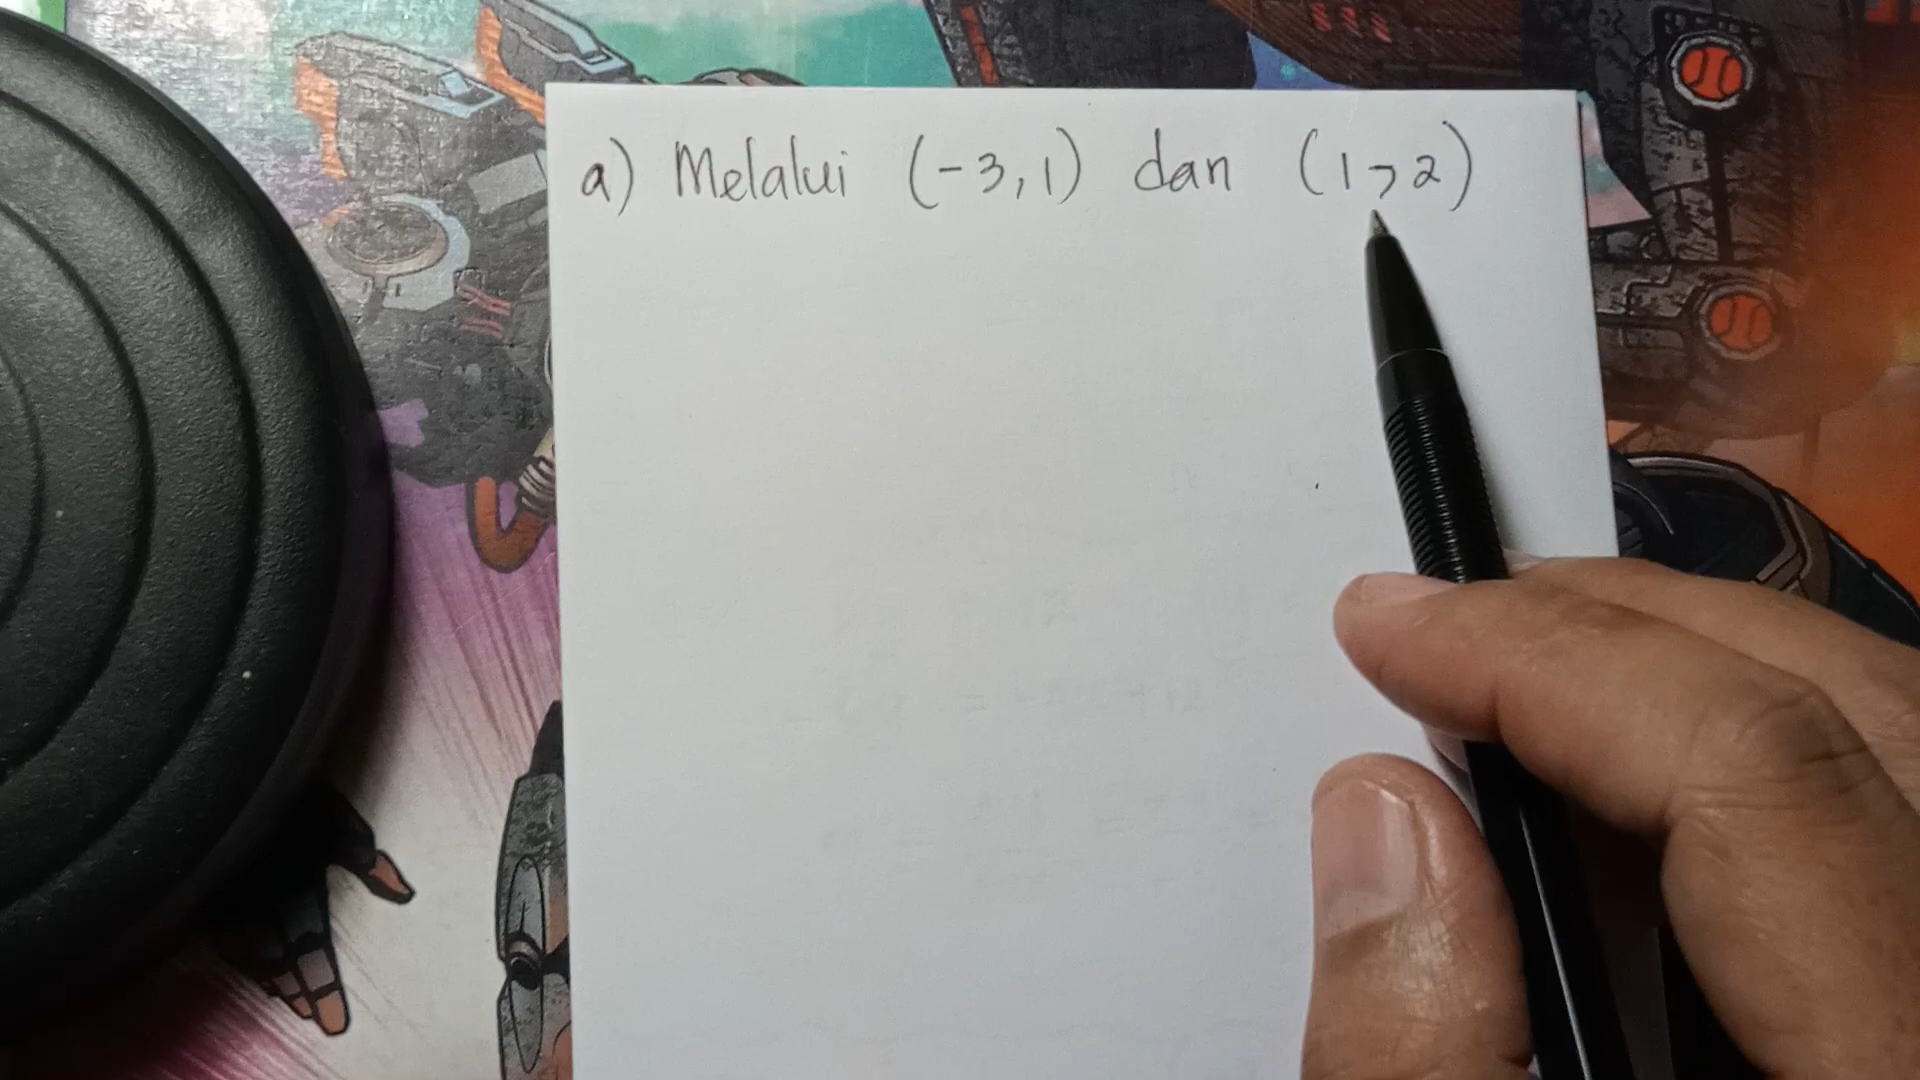 a) Melalui (-3, 1) dan (1, 2)